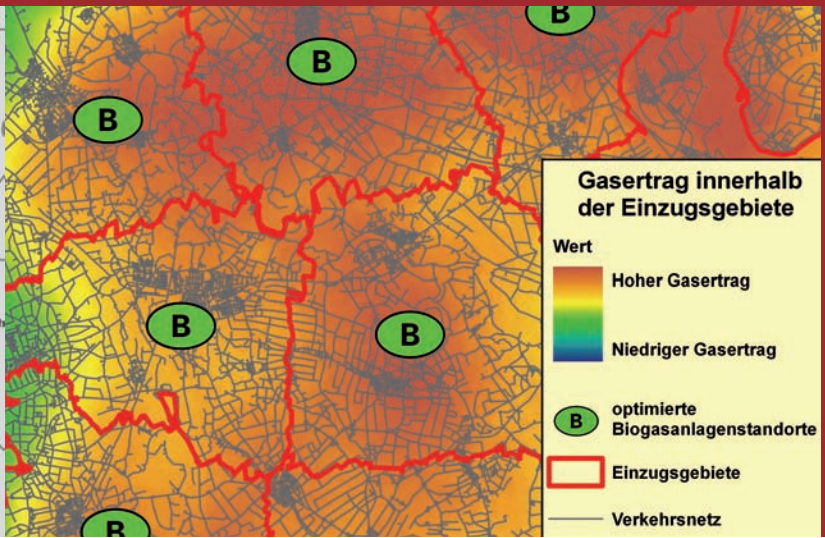 B
B
B
B
B
B
Gasertrag innerhalb
der Einzugsgebiete
Wert
Hoher Gasertrag
Niedriger Gasertrag
B
optimierte
Biogasanlagenstandorte
Einzugsgebiete
Verkehrsnetz